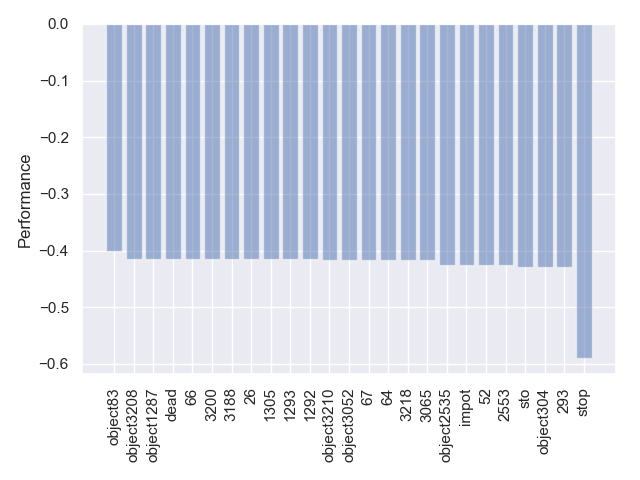 0.0
−0.1
−0.2
−0.3
−0.4
−0.5
−0.6
Performance
object83
object3208
object1287
dead
66
3200
3188
26
1305
1293
1292
object3210
object3052
67
64
3218
3065
object2535
impot
52
2553
sto
object304
293
stop